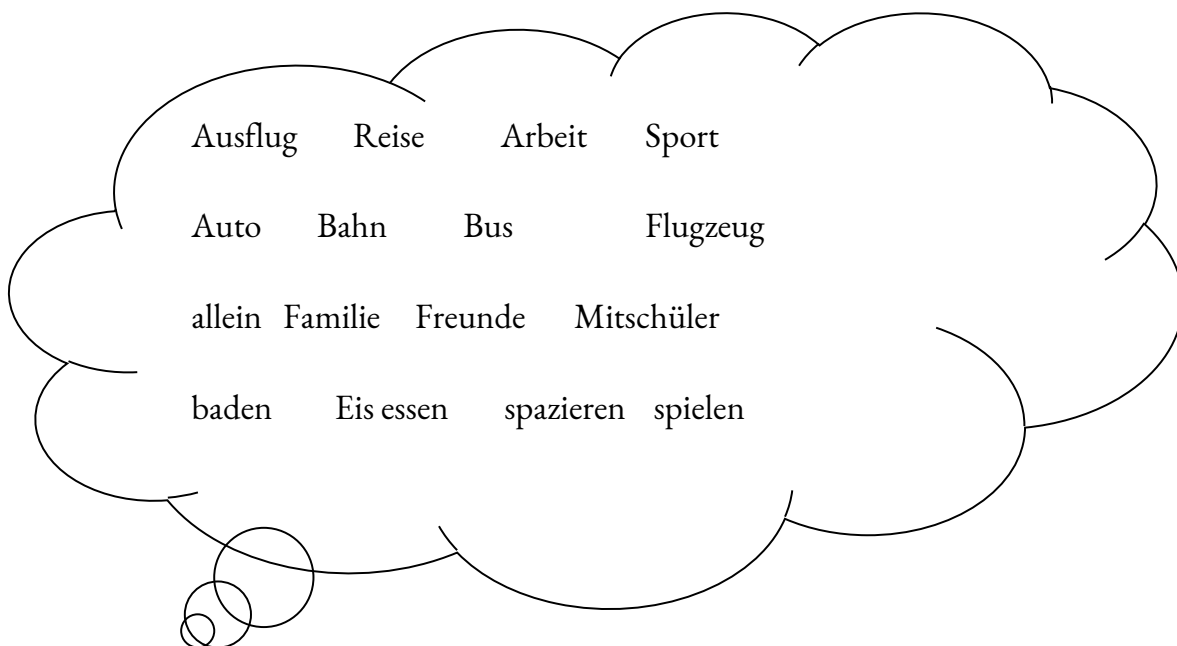 Ausflug Reise Arbeit Sport
Auto Bahn Bus Flugzeug
allein Familie Freunde Mitschüler
baden Eis essen spazieren spielen